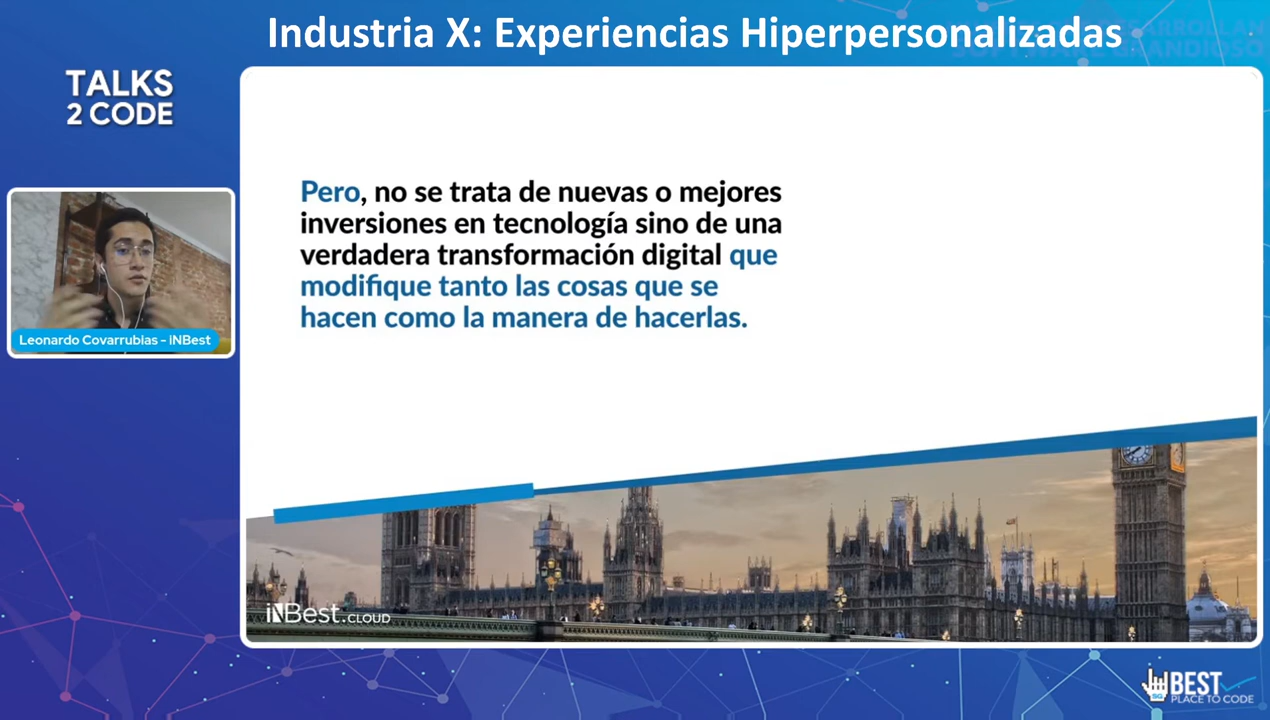 Industria X: Experiencias Hiperpersonalizadas
TALKS
2 CODE
Pero, no se trata de nuevas o mejores
inversiones en tecnología sino de una
verdadera transformación digital que
modifique tanto las cosas que se
hacen como la manera de hacerlas.
Leonardo Covarrubias - iNBest
iNBest.CLOUD
SG BEST
PLACE TO CODE